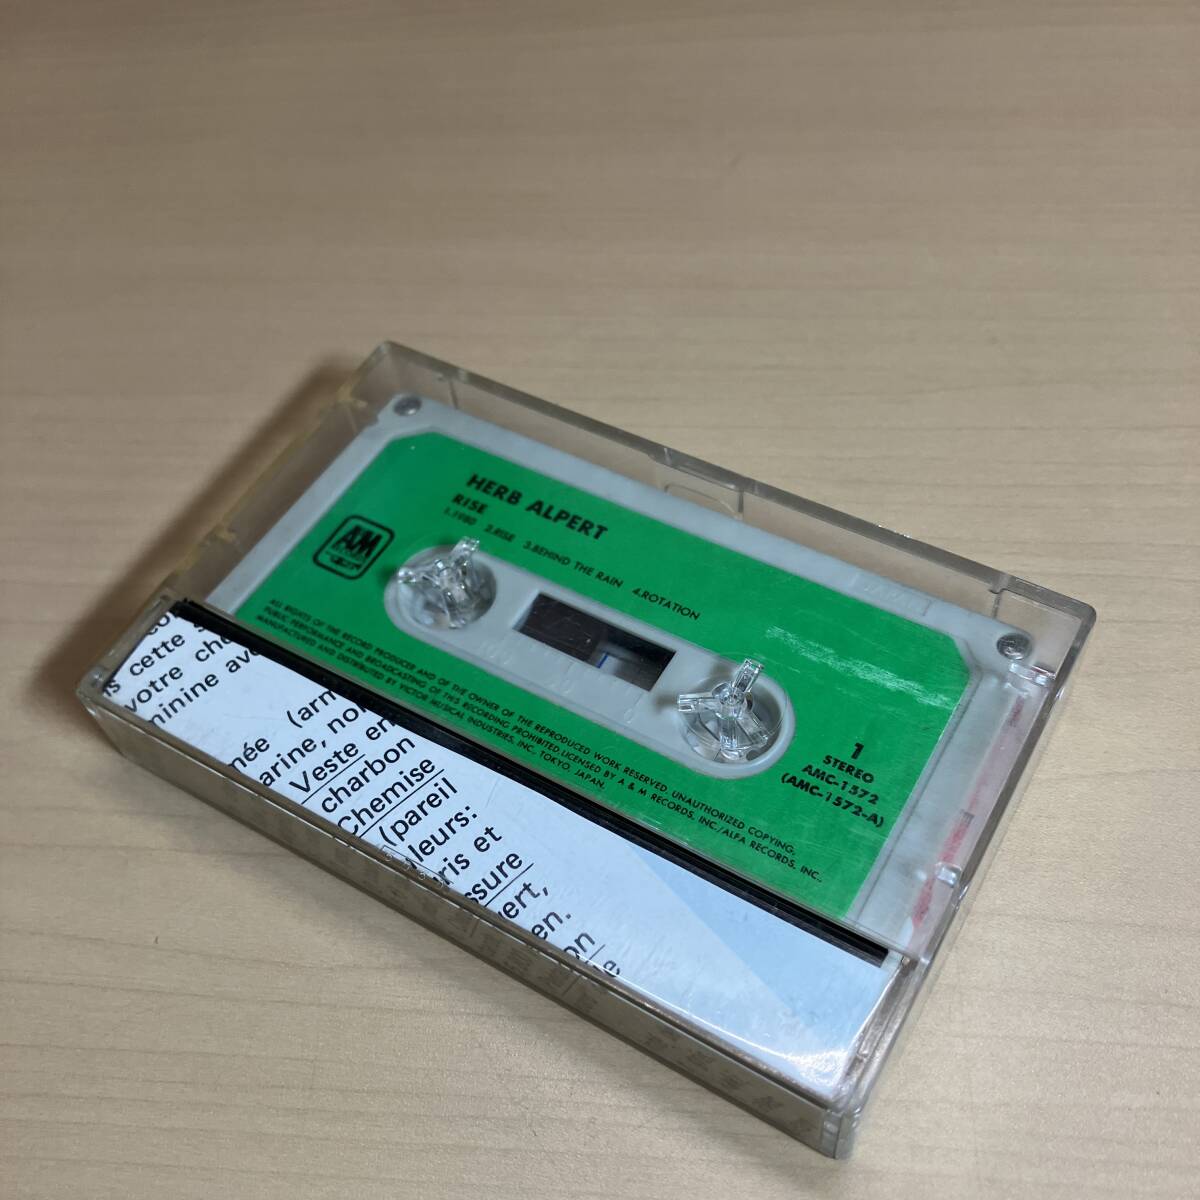 HERB ALPERT
RISE
1.1980 2.RISE 3.BEHIND THE RAIN 4.ROTATION
A&M
RECORDS
1
STEREO
AMC-1572
(AMC-1572-A)
ALL RIGHTS OF THE RECORD PRODUCER AND OF THE OWNER OF THE REPRODUCED WORK RESERVED. UNAUTHORIZED COPYING,
PUBLIC PERFORMANCE AND BROADCASTING OF THIS RECORDING PROHIBITED. LICENSED BY A & M RECORDS, INC./ALFA RECORDS, INC.,
MANUFACTURED AND DISTRIBUTED BY VICTOR MUSICAL INDUSTRIES, INC., TOKYO, JAPAN.
cette
votre
minine
née (arm
arine,
Veste en
charbon
Chemise
(pareil
leurs:
ris et
ssure
ert,
en.
on